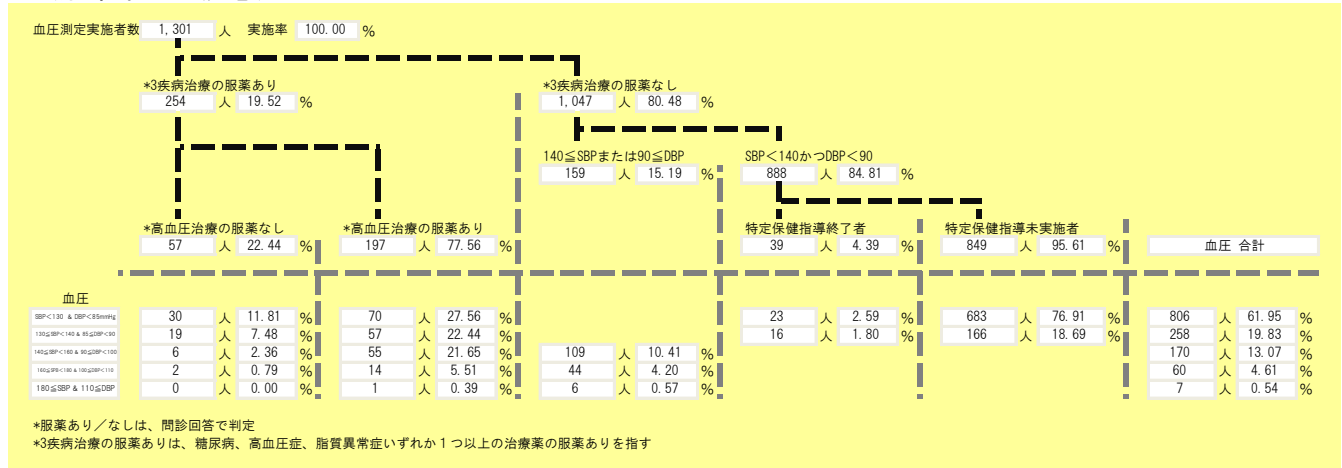 血圧測定実施者数 1,301 人 実施率 100.00 %
*3疾病治療の服薬あり *3疾病治療の服薬なし
254 人 19.52 % 1,047 人 80.48 %
140≦SBPまたは90≦DBP SBP＜140かつDBP＜90
159 人 15.19 % 888 人 84.81 %
*高血圧治療の服薬なし *高血圧治療の服薬あり 特定保健指導終了者 特定保健指導未実施者
57 人 22.44 % 197 人 77.56 % 39 人 4.39 % 849 人 95.61 % 血圧 合計
血圧
SBP＜130 & DBP＜85mmHg 30 人 11.81 % 70 人 27.56 % 23 人 2.59 % 683 人 76.91 % 806 人 61.95 %
130≦SBP＜140 & 85≦DBP＜90 19 人 7.48 % 57 人 22.44 % 16 人 1.80 % 166 人 18.69 % 258 人 19.83 %
140≦SBP＜160 & 90≦DBP＜100 6 人 2.36 % 55 人 21.65 % 109 人 10.41 % 170 人 13.07 %
160≦SBP＜180 & 100≦DBP＜110 2 人 0.79 % 14 人 5.51 % 44 人 4.20 % 60 人 4.61 %
180≦SBP & 110≦DBP 0 人 0.00 % 1 人 0.39 % 6 人 0.57 % 7 人 0.54 %
*服薬あり／なしは、問診回答で判定
*3疾病治療の服薬ありは、糖尿病、高血圧症、脂質異常症いずれか１つ以上の治療薬の服薬ありを指す